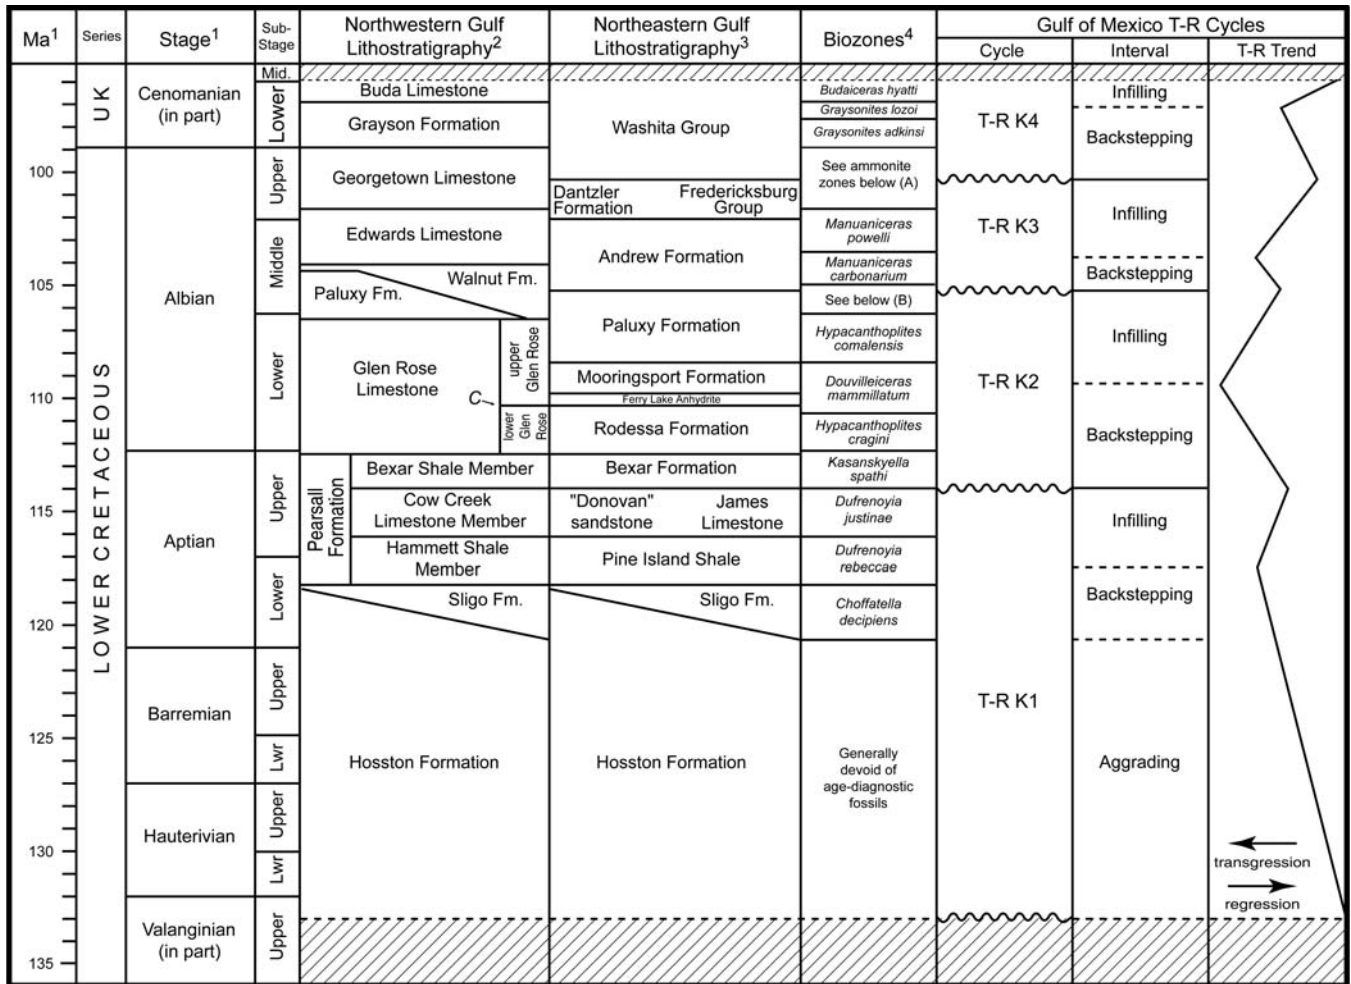 Ma1
Series
Stage1
Sub-
Stage
Northwestern Gulf
Lithostratigraphy2
Northeastern Gulf
Lithostratigraphy3
Biozones4
Gulf of Mexico T-R Cycles
Cycle
Interval
T-R Trend
100
105
110
115
120
125
130
135
U K
LOWER CRETACEOUS
Cenomanian
(in part)
Albian
Aptian
Barremian
Hauterivian
Valanginian
(in part)
Mid.
Lower
Upper
Middle
Lower
Upper
Lower
Upper
Lwr
Upper
Lwr
Upper
Buda Limestone
Grayson Formation
Georgetown Limestone
Edwards Limestone
Walnut Fm.
Paluxy Fm.
Glen Rose
Limestone
C
upper
Glen Rose
lower
Glen
Rose
Pearsall
Formation
Bexar Shale Member
Cow Creek
Limestone Member
Hammett Shale
Member
Sligo Fm.
Hosston Formation
Washita Group
Dantzler
Formation
Fredericksburg
Group
Andrew Formation
Paluxy Formation
Mooringsport Formation
Ferry Lake Anhydrite
Rodessa Formation
Bexar Formation
"Donovan"
sandstone
James
Limestone
Pine Island Shale
Sligo Fm.
Hosston Formation
Budaiceras hyatti
Graysonites lozoi
Graysonites adkinsi
See ammonite
zones below (A)
Manuaniceras
powelli
Manuaniceras
carbonarium
See below (B)
Hypacanthoplites
comalensis
Douvilleiceras
mammillatum
Hypacanthoplites
cragini
Kasanskyella
spathi
Dufrenoyia
justinae
Dufrenoyia
rebeccae
Choffatella
decipiens
Generally
devoid of
age-diagnostic
fossils
T-R K4
T-R K3
T-R K2
T-R K1
Infilling
Backstepping
Infilling
Backstepping
Infilling
Backstepping
Infilling
Backstepping
Aggrading
transgression
regression